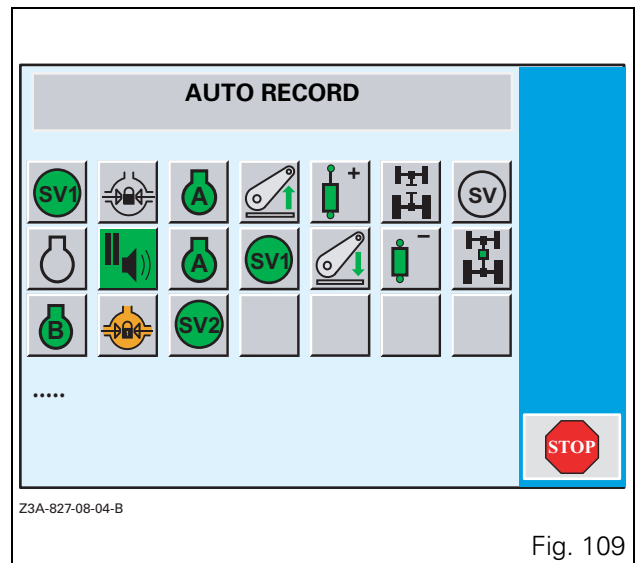 AUTO RECORD
SV1 A + SV
A SV1 –
B SV2
.....
STOP
Z3A-827-08-04-B
Fig. 109